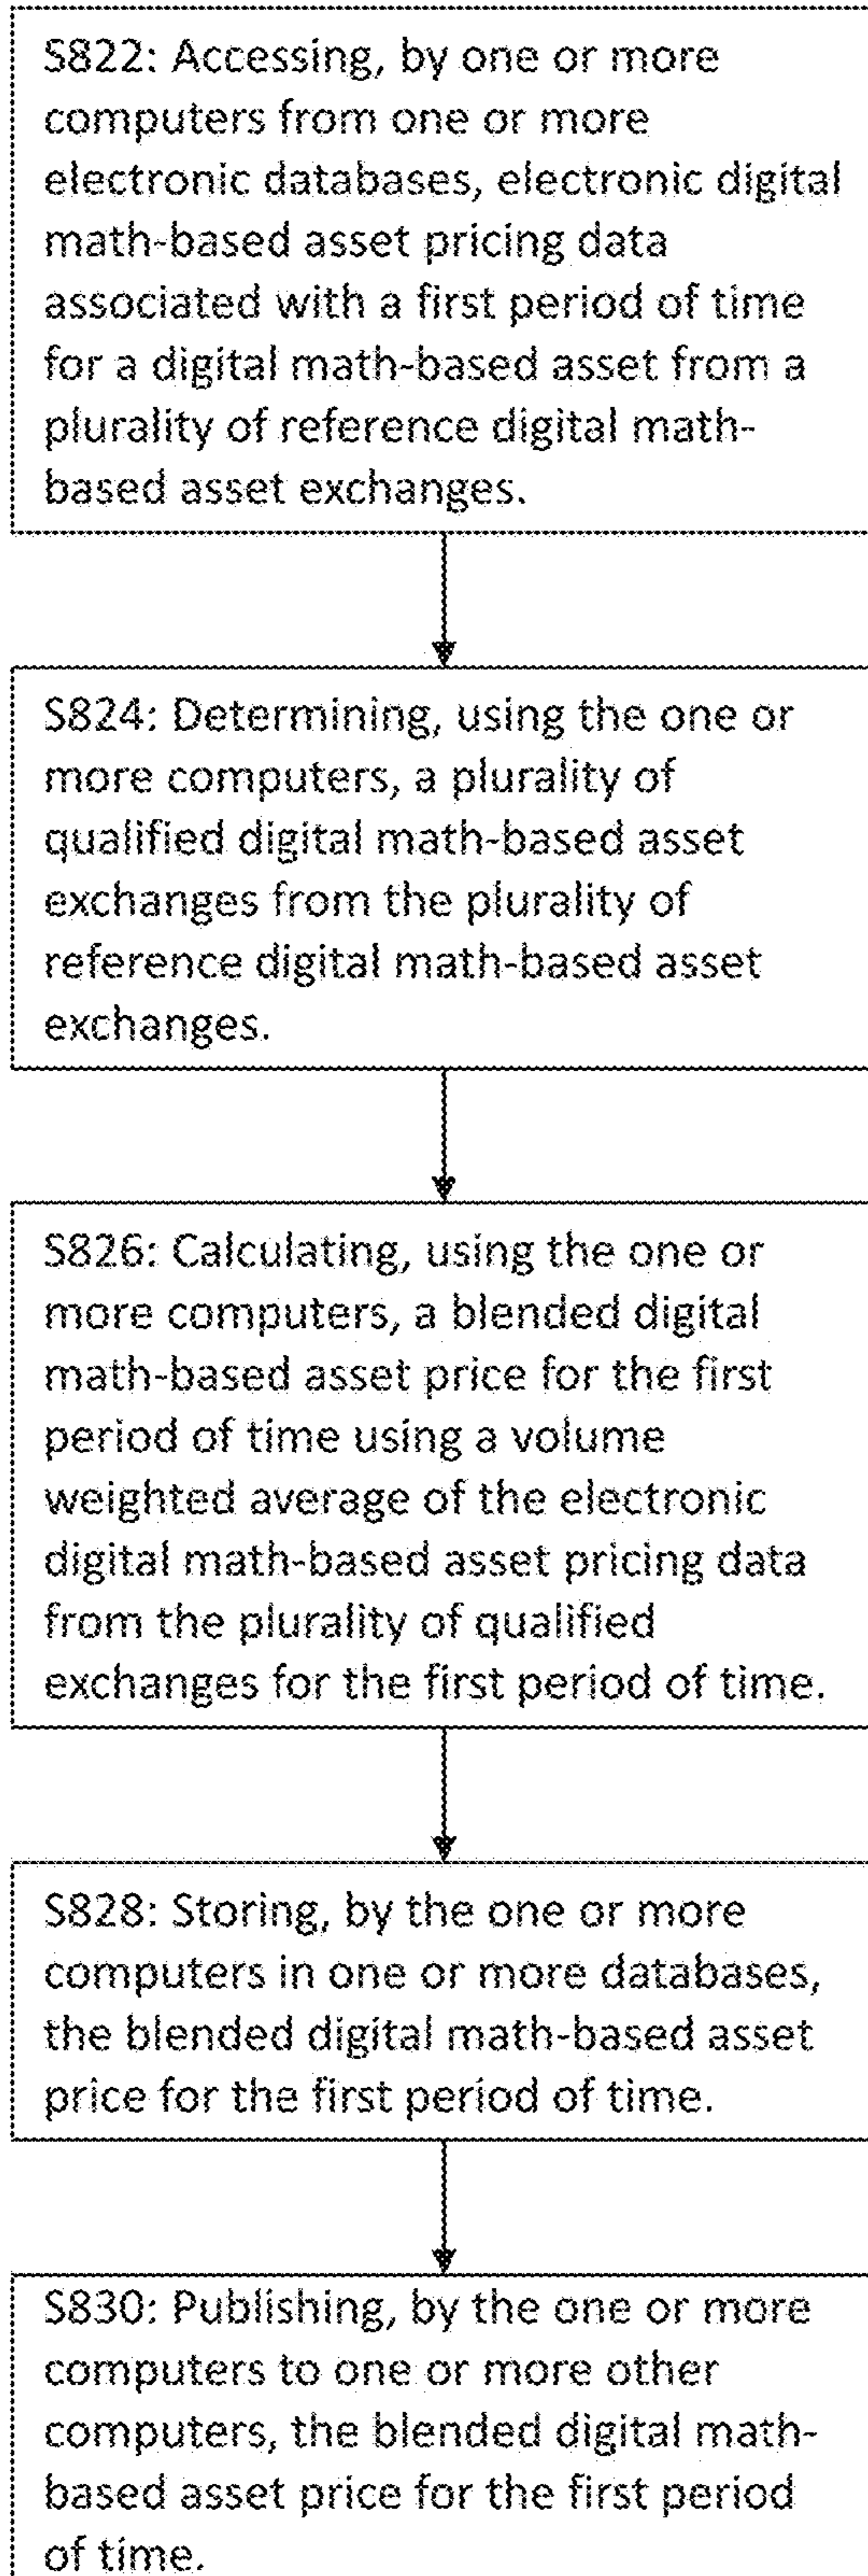 S822: Accessing, by one or more
computers from one or more
electronic databases, electronic digital
math-based asset pricing data
associated with a first period of time
for a digital math-based asset from a
plurality of reference digital math-
based asset exchanges.
S824: Determining, using the one or
more computers, a plurality of
qualified digital math-based asset
exchanges from the plurality of
reference digital math-based asset
exchanges.
S826: Calculating, using the one or
more computers, a blended digital
math-based asset price for the first
period of time using a volume
weighted average of the electronic
digital math-based asset pricing data
from the plurality of qualified
exchanges for the first period of time.
S828: Storing, by the one or more
computers in one or more databases,
the blended digital math-based asset
price for the first period of time.
S830: Publishing, by the one or more
computers to one or more other
computers, the blended digital math-
based asset price for the first period
of time.